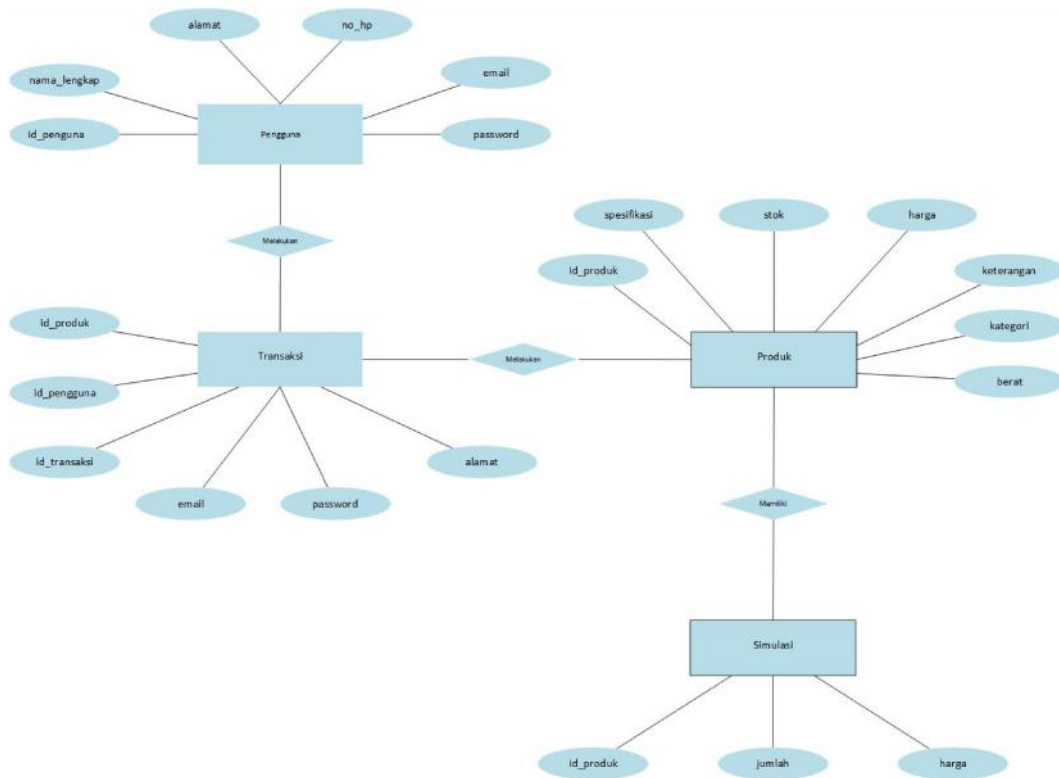 alamat
no_hp
nama_lengkap
email
id_penguna
Pengguna
password
Melakukan
spesifikasi
stok
harga
id_produk
keterangan
id_produk
Transaksi
Melakukan
Produk
kategori
id_pengguna
berat
id_transaksi
alamat
email
password
Memiliki
Simulasi
id_produk
jumlah
harga